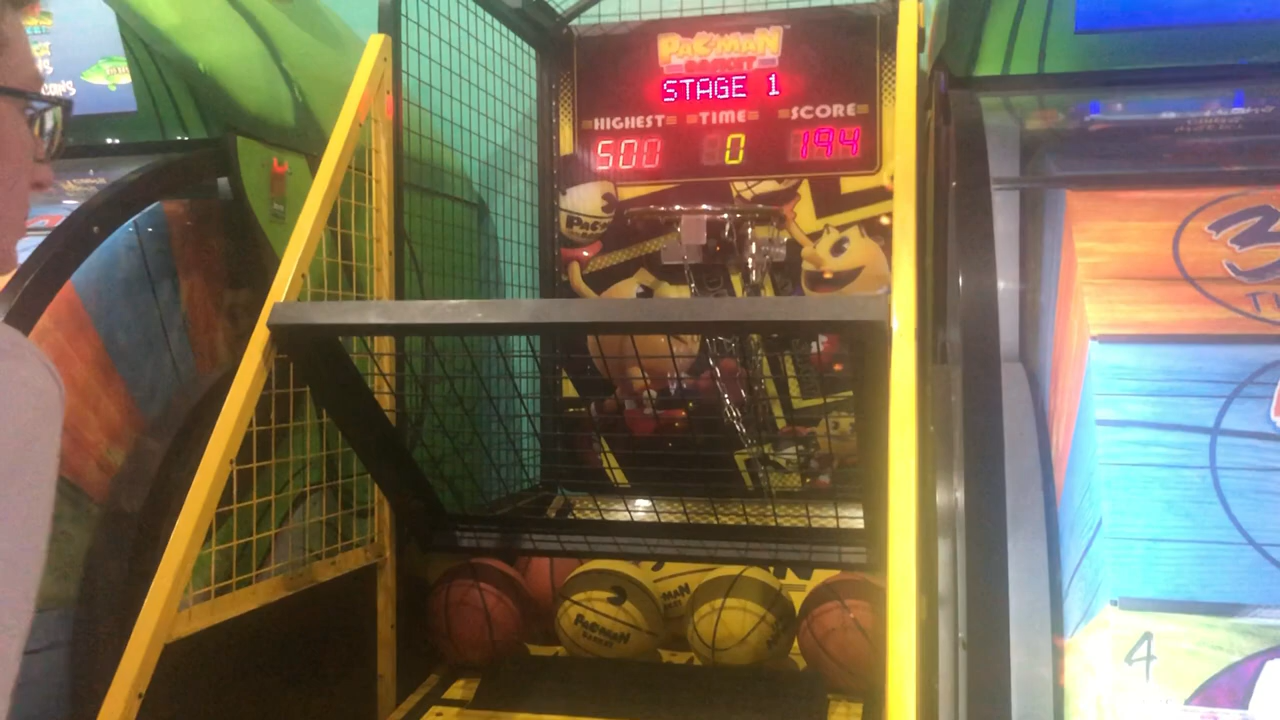 PAC-MAN
BASKET
STAGE 1
HIGHEST TIME SCORE
500 0 194
PAC-MAN
BASKET
4